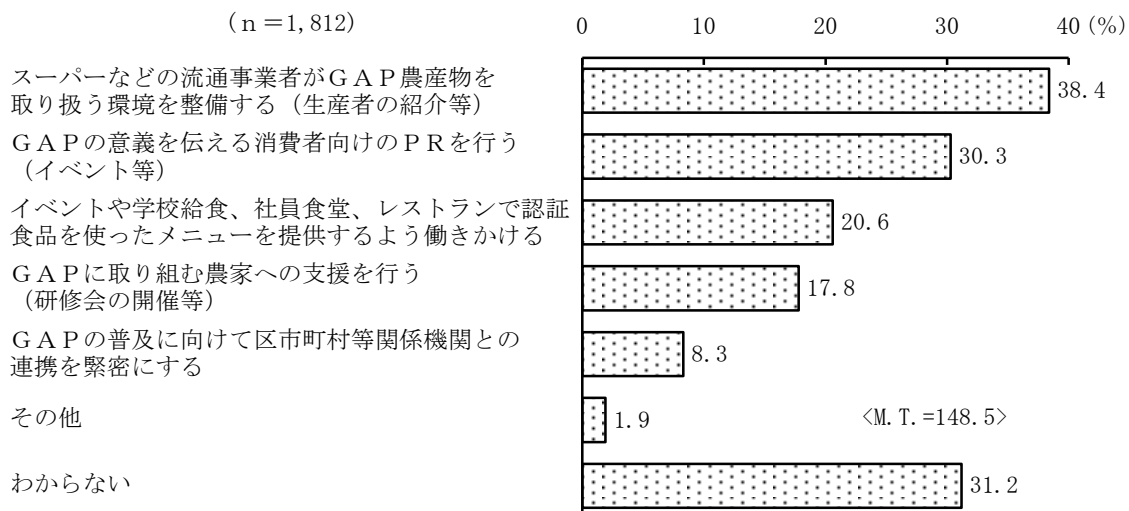 (n=1,812)
0 10 20 30 40 (%)
スーパーなどの流通事業者がGAP農産物を
取り扱う環境を整備する(生産者の紹介等)
38.4
GAPの意義を伝える消費者向けのPRを行う
(イベント等)
30.3
イベントや学校給食、社員食堂、レストランで認証
食品を使ったメニューを提供するよう働きかける
20.6
GAPに取り組む農家への支援を行う
(研修会の開催等)
17.8
GAPの普及に向けて区市町村等関係機関との
連携を緊密にする
8.3
その他
1.9
<M.T.=148.5>
わからない
31.2